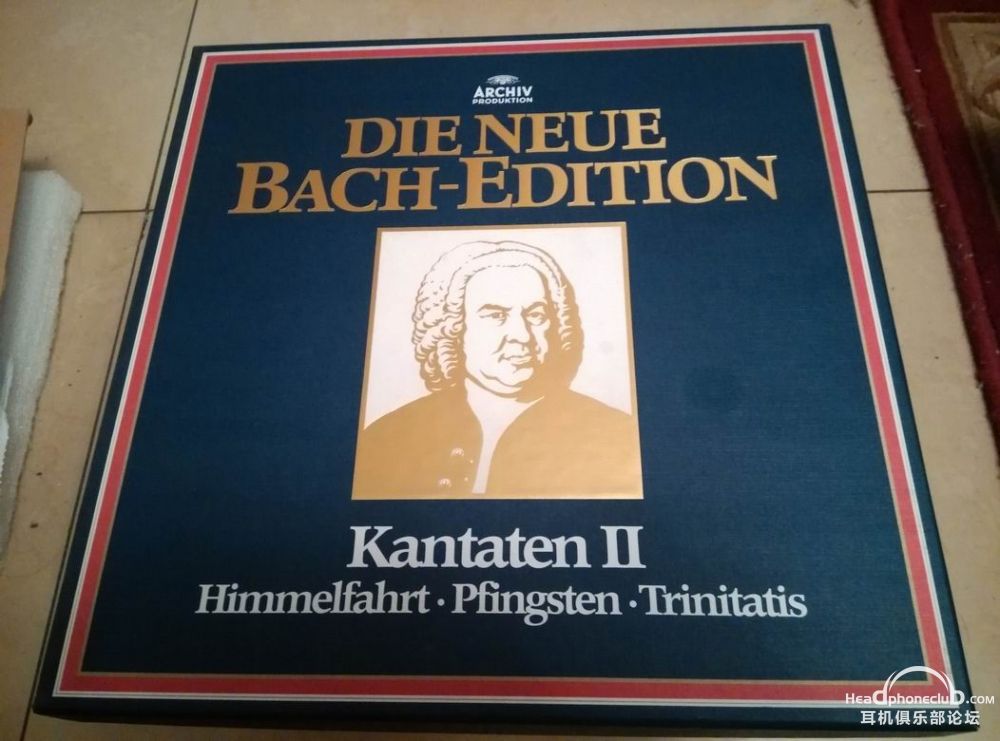 ARCHIV
PRODUKTION
DIE NEUE
BACH-EDITION
Kantaten II
Himmelfahrt · Pfingsten · Trinitatis
Headphoneclub.com
耳机俱乐部论坛